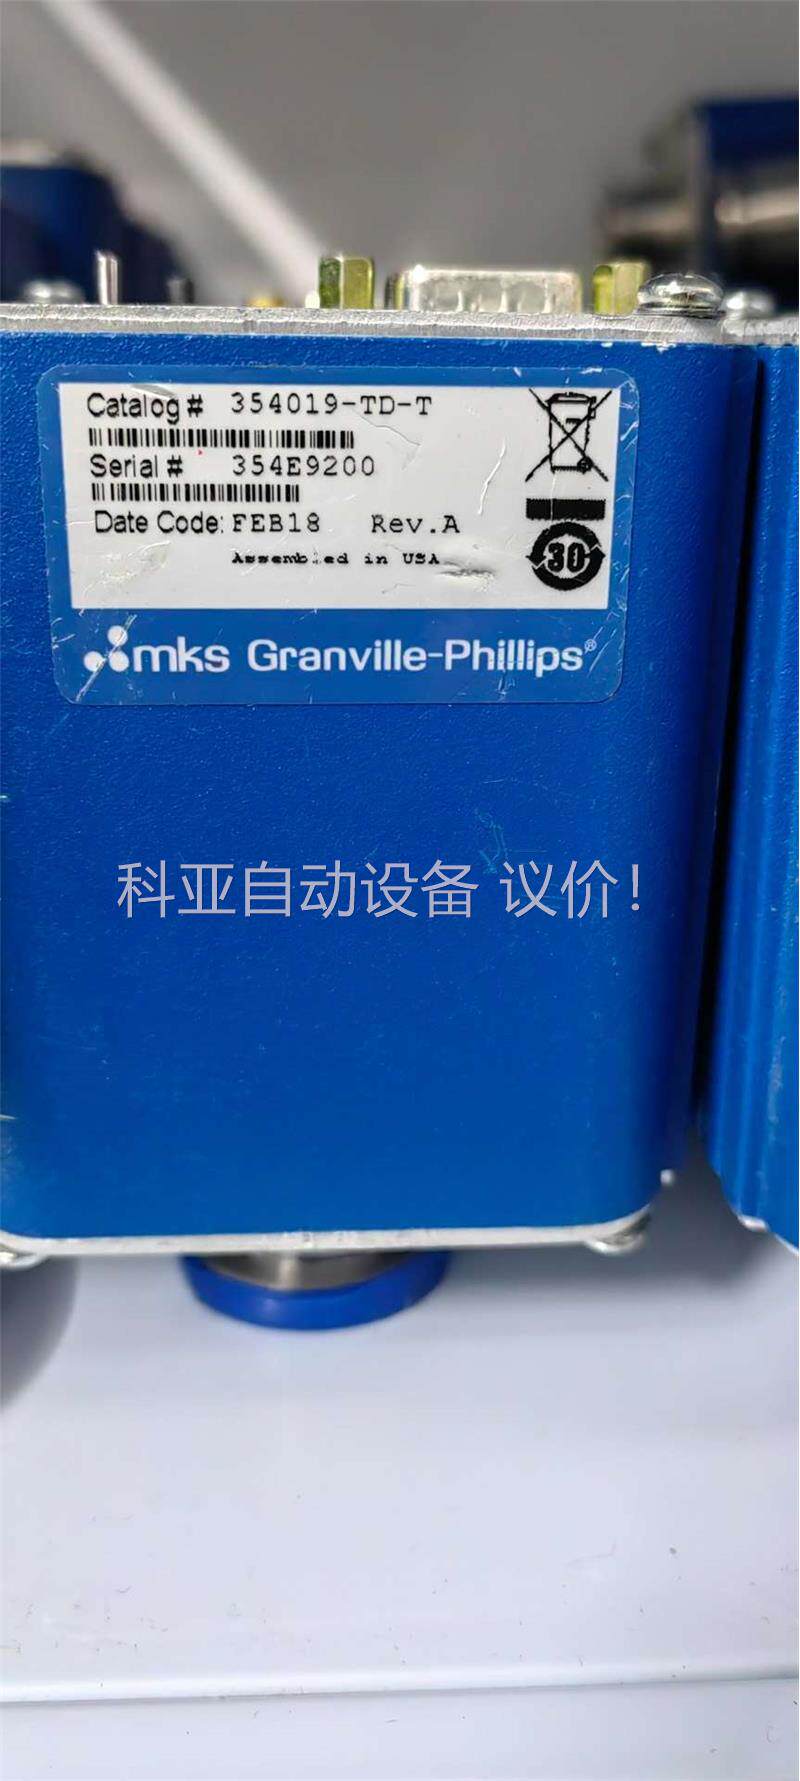 Catalog # 354019-TD-T
Serial # 354E9200
Date Code: FEB18 Rev.A
Assembled in USA
30
mks Granville-Phillips®
科亚自动设备 议价!